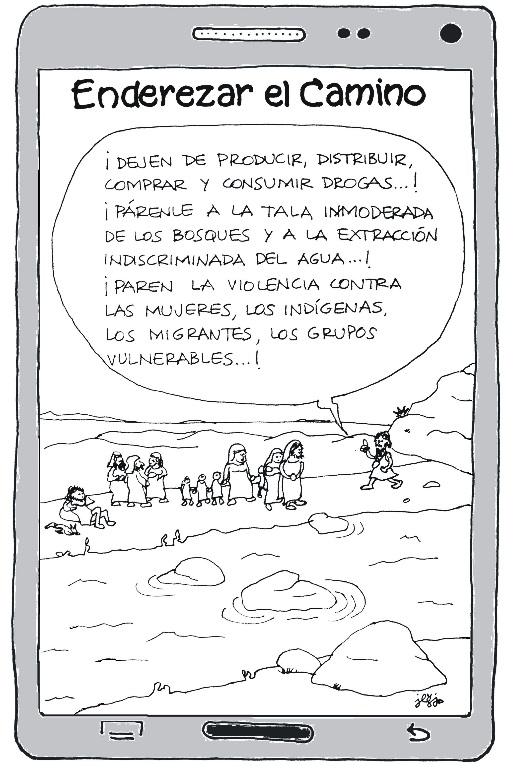 Enderezar el Camino
¡DEJEN DE PRODUCIR, DISTRIBUIR,
COMPRAR Y CONSUMIR DROGAS...!
¡PÁRENLE A LA TALA INMODERADA
DE LOS BOSQUES Y A LA EXTRACCIÓN
INDISCRIMINADA DEL AGUA...!
¡PAREN LA VIOLENCIA CONTRA
LAS MUJERES, LOS INDÍGENAS,
LOS MIGRANTES, LOS GRUPOS
VULNERABLES...!